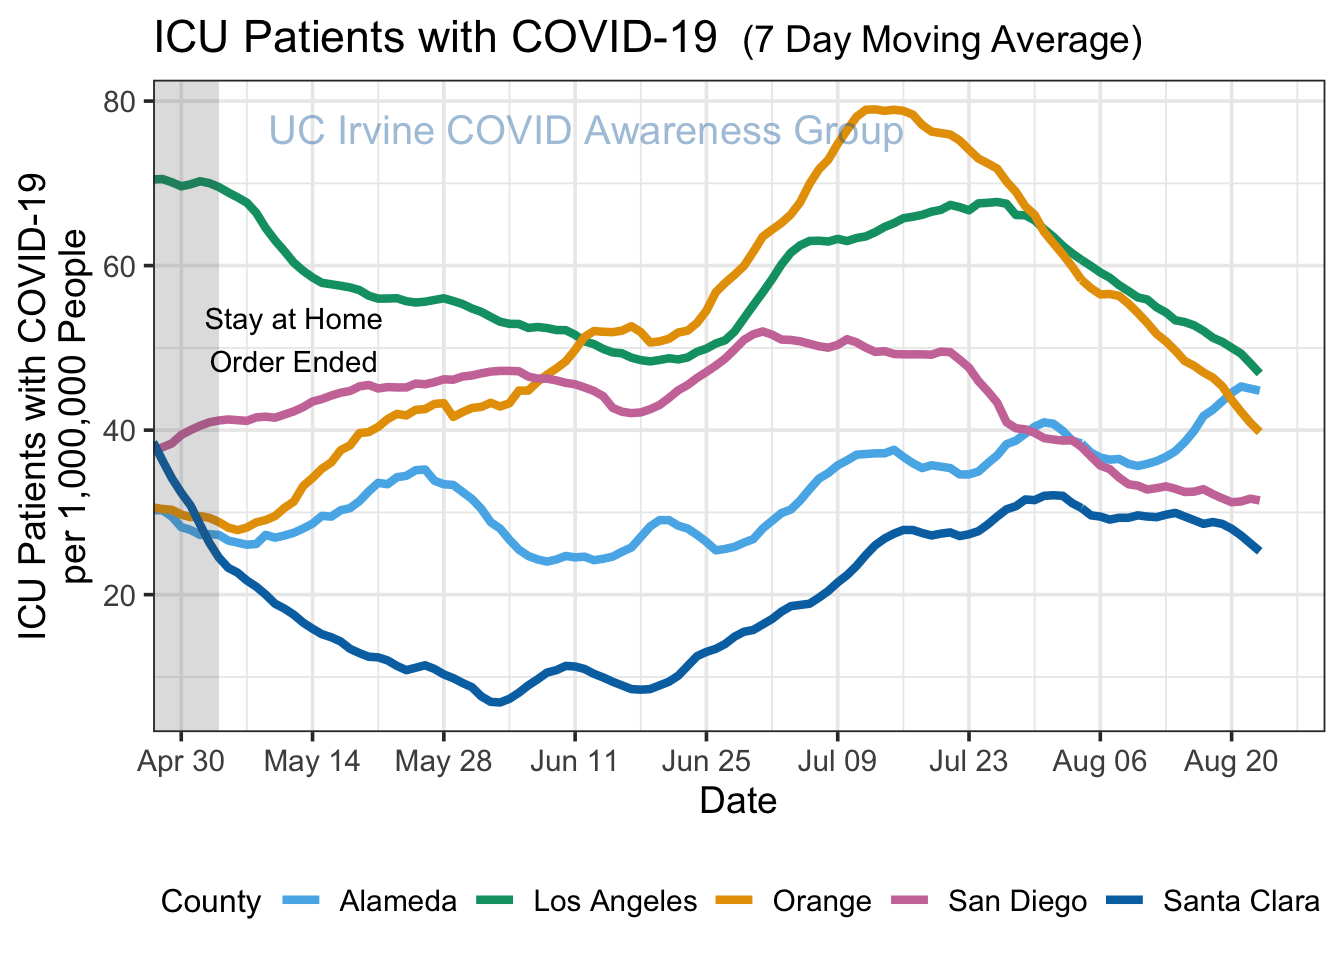 ICU Patients with COVID-19 (7 Day Moving Average)
UC Irvine COVID Awareness Group
ICU Patients with COVID-19
per 1,000,000 People
80
60
40
20
Stay at Home
Order Ended
Apr 30 May 14 May 28 Jun 11 Jun 25 Jul 09 Jul 23 Aug 06 Aug 20
Date
County Alameda Los Angeles Orange San Diego Santa Clara